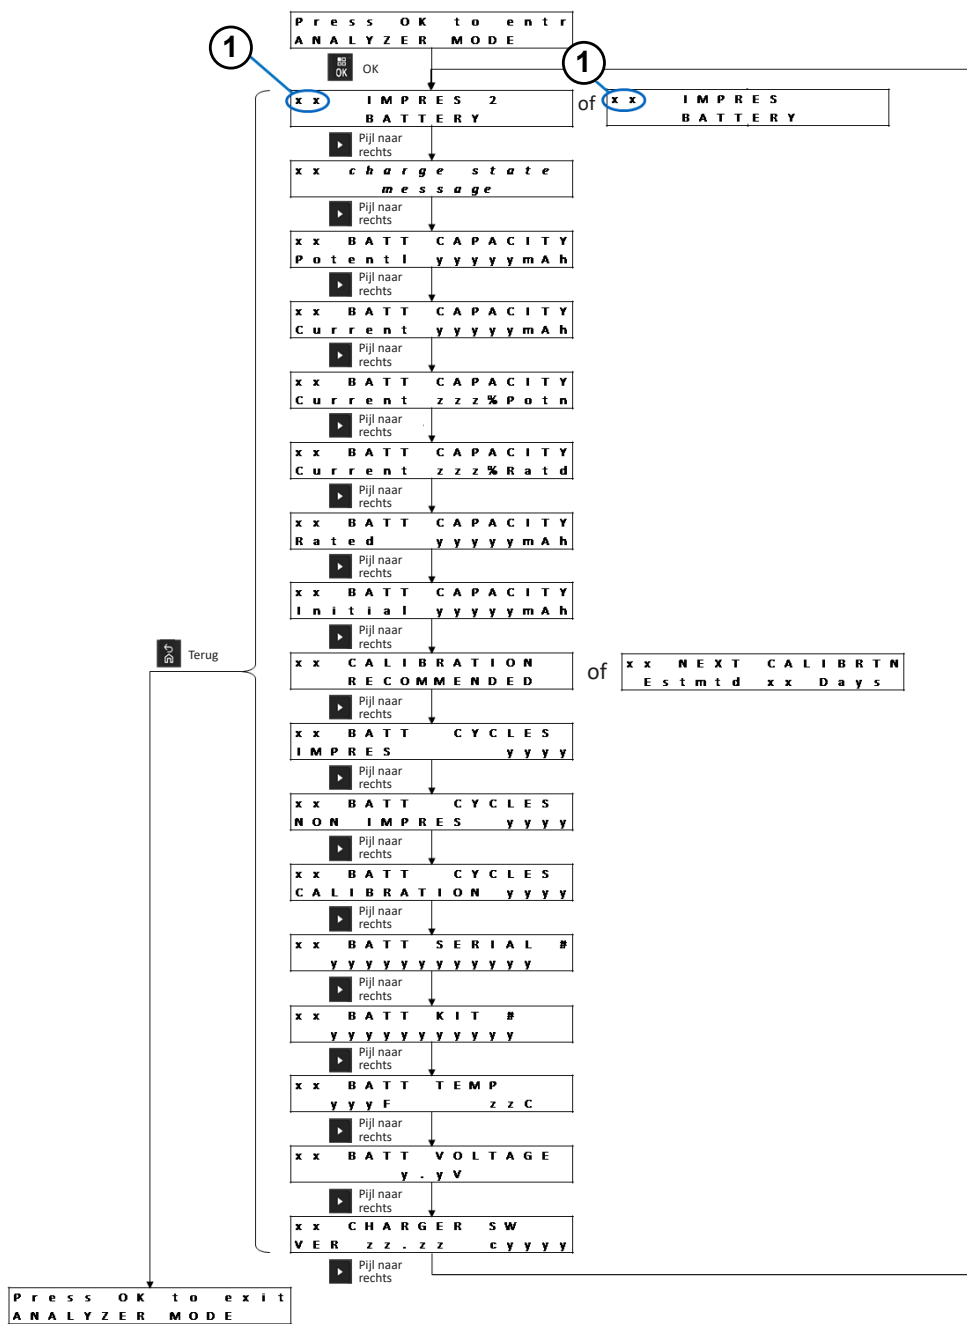 Press OK to entr
ANALYZER MODE
1
OK
OK
1
xx IMPRES 2
BATTERY
of
xx IMPRES
BATTERY
Pijl naar
rechts
xx charge state
message
Pijl naar
rechts
xx BATT CAPACITY
Potentl yyyyymAh
Pijl naar
rechts
xx BATT CAPACITY
Current yyyyymAh
Pijl naar
rechts
xx BATT CAPACITY
Current zzz%Potn
Pijl naar
rechts
xx BATT CAPACITY
Current zzz%Ratd
Pijl naar
rechts
xx BATT CAPACITY
Rated yyyyymAh
Pijl naar
rechts
xx BATT CAPACITY
Initial yyyyymAh
Pijl naar
rechts
Terug
xx CALIBRATION
RECOMMENDED
of
xx NEXT CALIBRTN
Estmtd xx Days
Pijl naar
rechts
xx BATT CYCLES
IMPRES yyyy
Pijl naar
rechts
xx BATT CYCLES
NON IMPRES yyyy
Pijl naar
rechts
xx BATT CYCLES
CALIBRATION yyyy
Pijl naar
rechts
xx BATT SERIAL #
yyyyyyyyyyyy
Pijl naar
rechts
xx BATT KIT #
yyyyyyyyyyy
Pijl naar
rechts
xx BATT TEMP
yyyF zzC
Pijl naar
rechts
xx BATT VOLTAGE
y.yV
Pijl naar
rechts
xx CHARGER SW
VER zz.zz cyyyy
Pijl naar
rechts
Press OK to exit
ANALYZER MODE